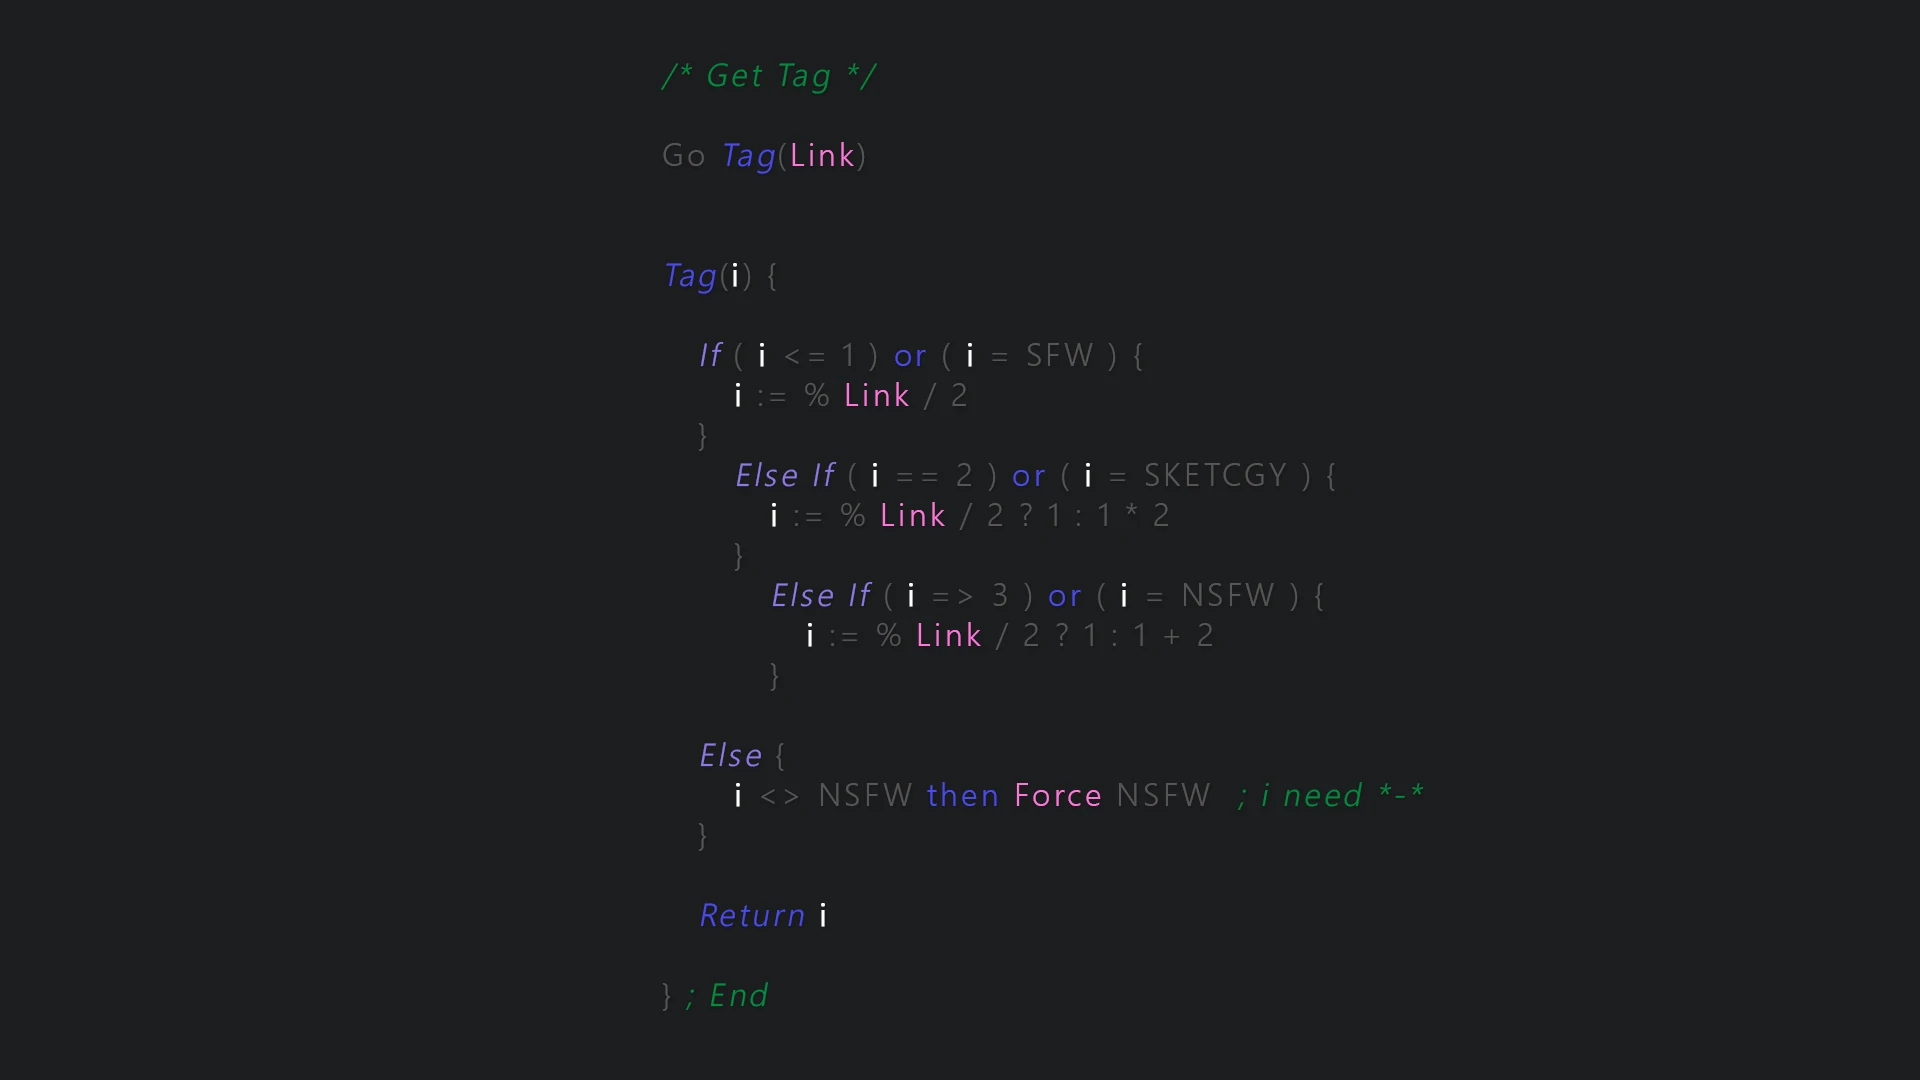 /* Get Tag */
Go Tag(Link)
Tag(i) {
If ( i <= 1 ) or ( i = SFW ) {
i := % Link / 2
}
Else If ( i == 2 ) or ( i = SKETCGY ) {
i := % Link / 2 ? 1 : 1 * 2
}
Else If ( i => 3 ) or ( i = NSFW ) {
i := % Link / 2 ? 1 : 1 + 2
}
Else {
i <> NSFW then Force NSFW ; i need *-*
}
Return i
} ; End